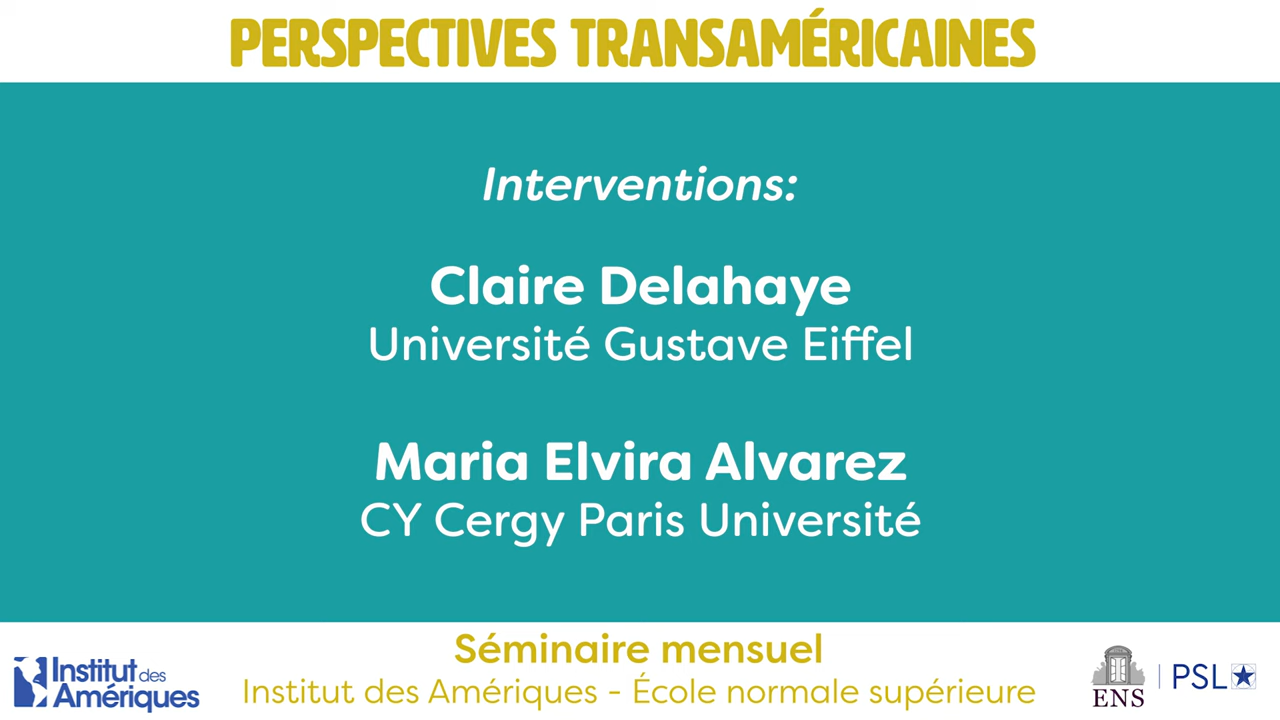 PERSPECTIVES TRANSAMÉRICAINES
Interventions:
Claire Delahaye
Université Gustave Eiffel
Maria Elvira Alvarez
CY Cergy Paris Université
Séminaire mensuel
Institut des Amériques - École normale supérieure
Institut des
Amériques
ENS
PSL